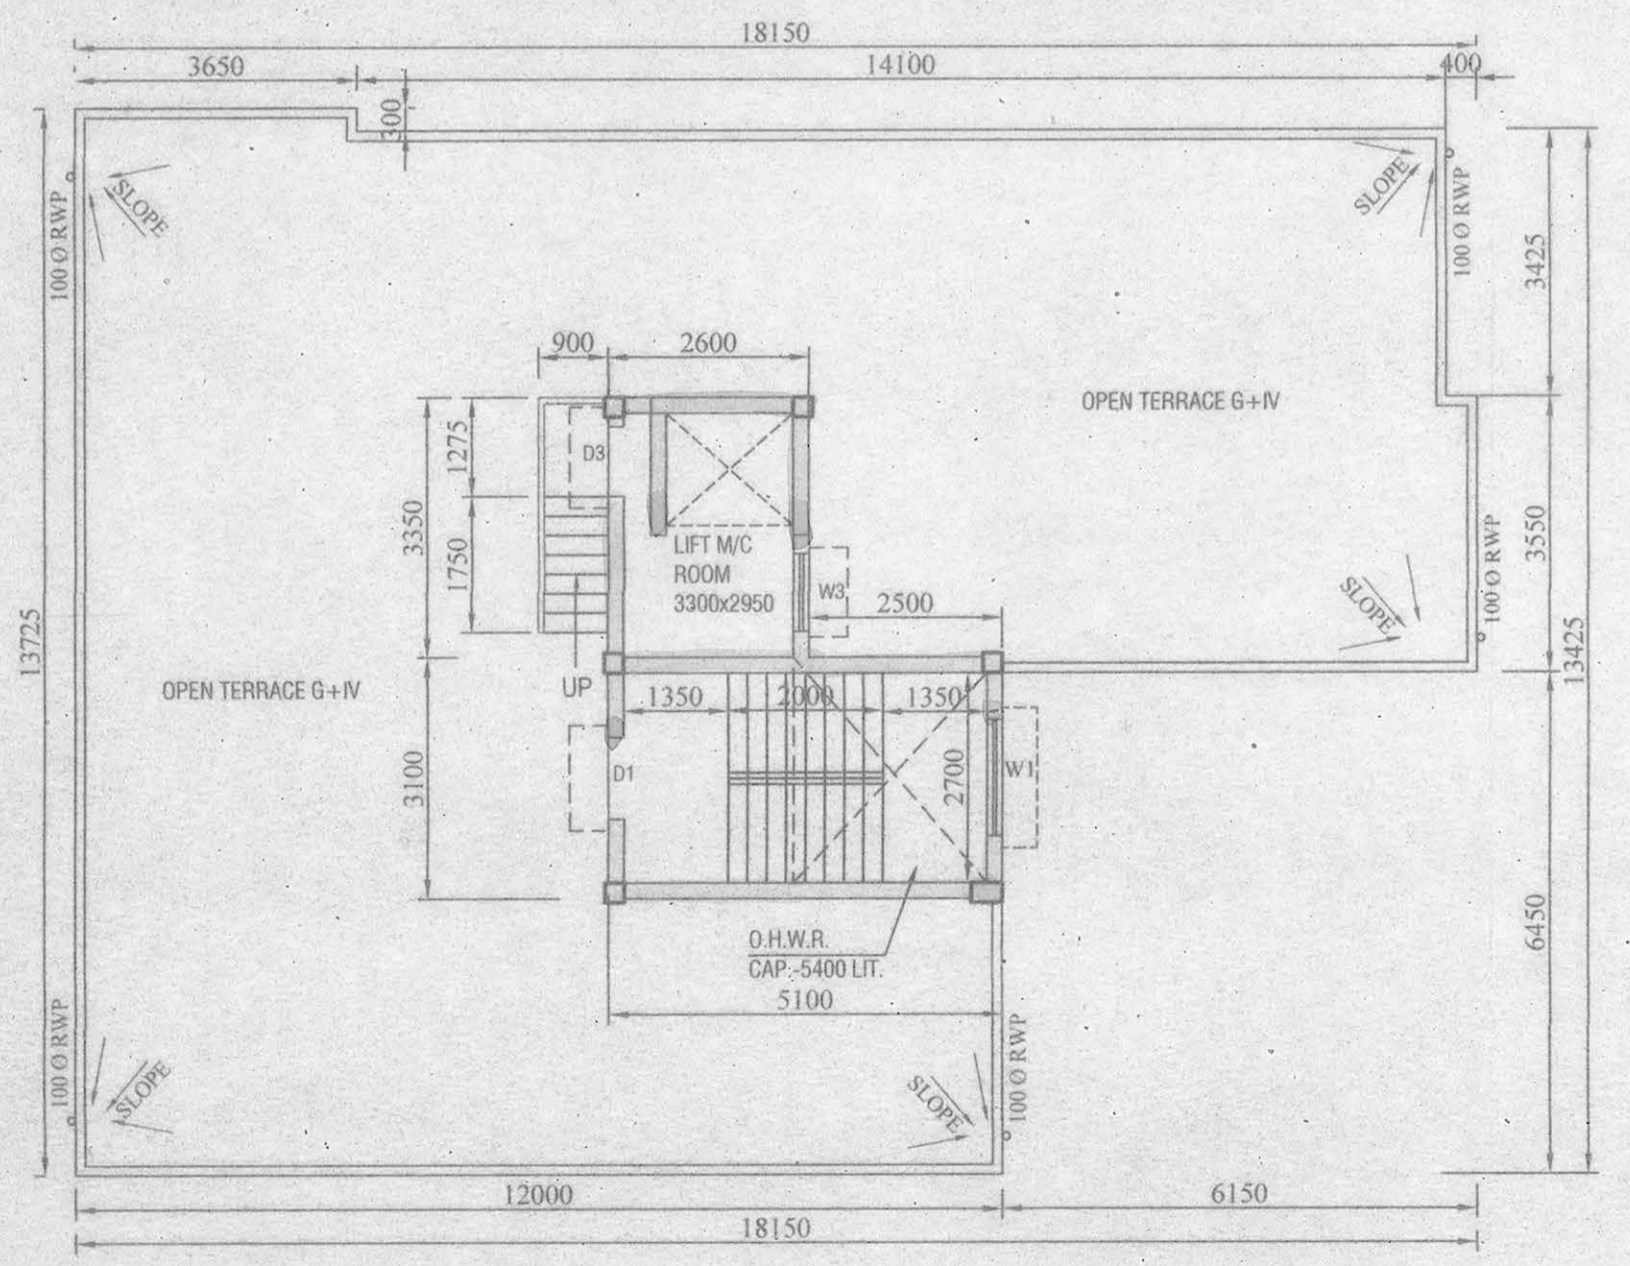 18150
3650
14100
400
300
SLOPE
SLOPE
100 Ø RWP
100 Ø RWP
3425
900
2600
OPEN TERRACE G+IV
1275
D3
3350
1750
LIFT M/C
ROOM
3300x2950
W3
2500
SLOPE
100 Ø RWP
3550
13725
13425
OPEN TERRACE G+IV
UP
1350
2000
1350
3100
D1
2700
W1
6450
O.H.W.R.
CAP:-5400 LIT.
5100
100 Ø RWP
SLOPE
SLOPE
100 Ø RWP
12000
6150
18150